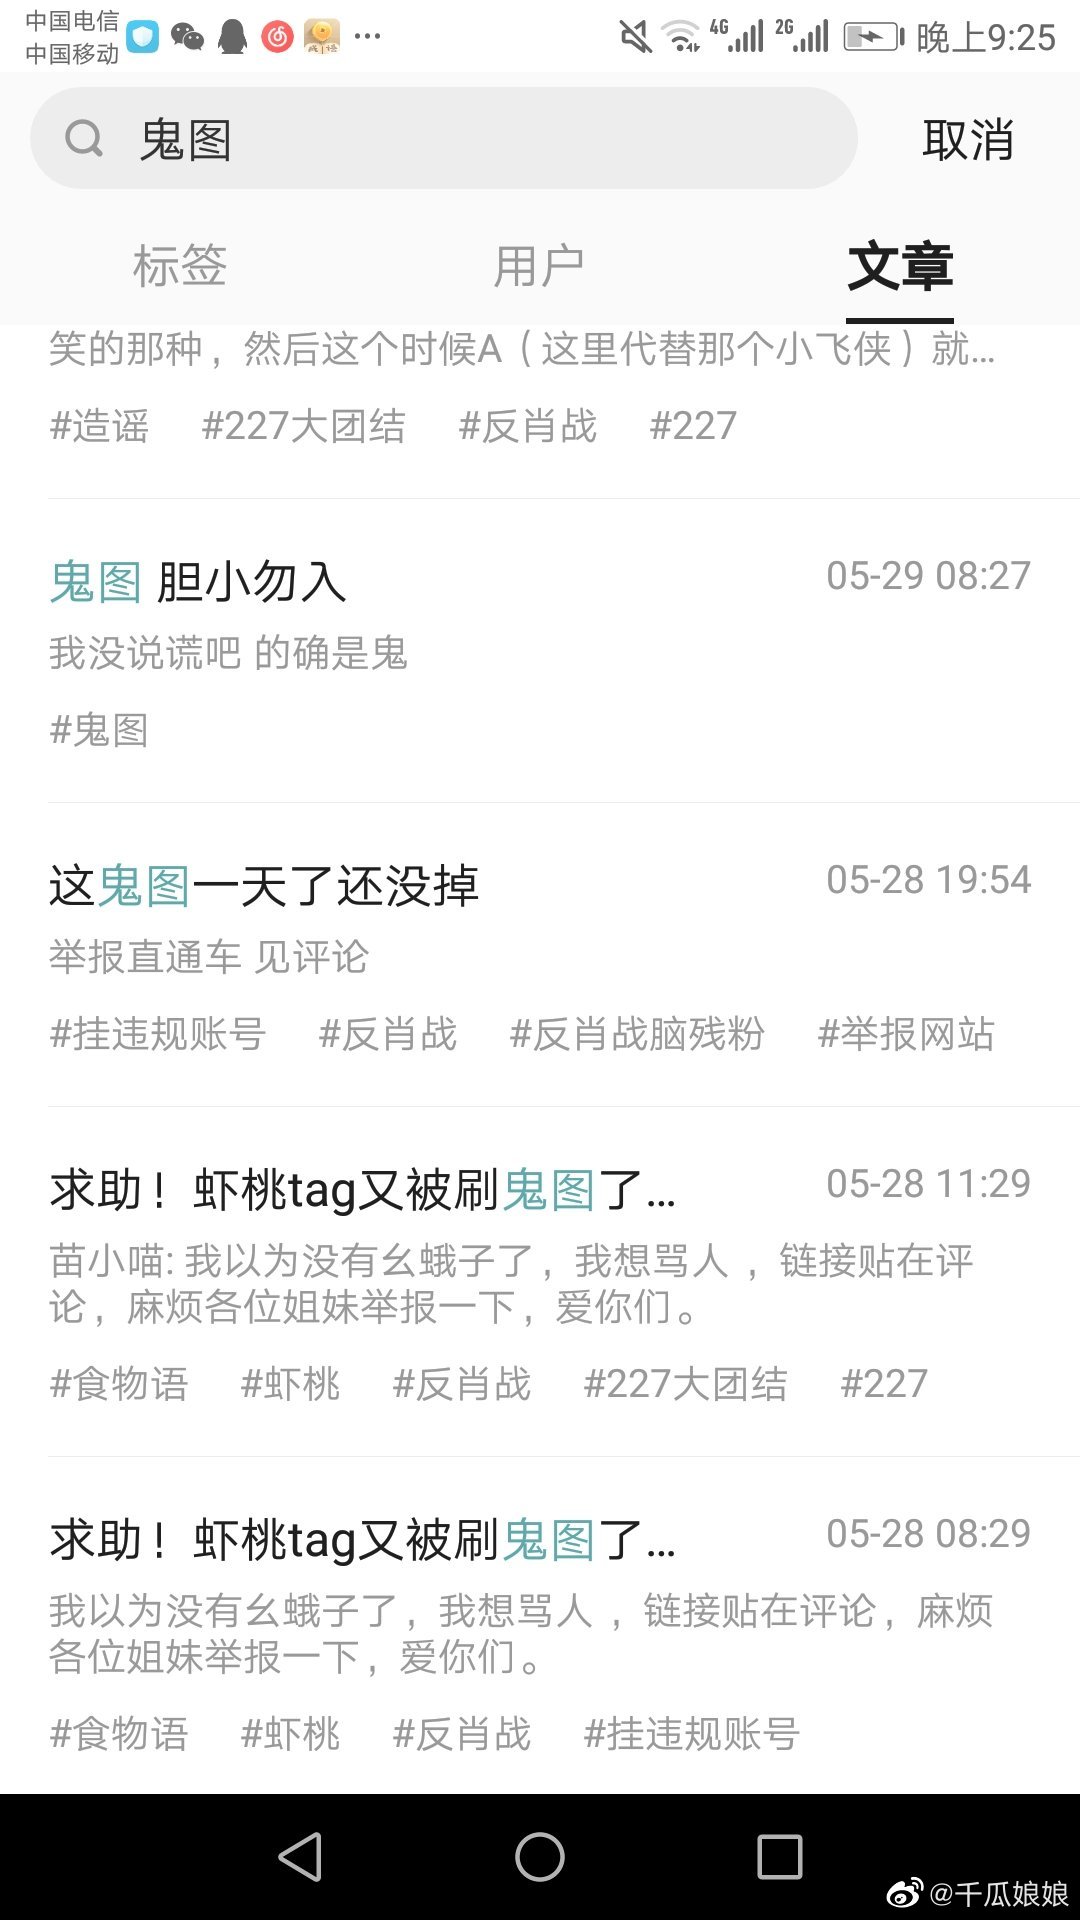 中国电信
中国移动
4G 2G 晚上9:25
鬼图 取消
标签 用户 文章
笑的那种，然后这个时候A（这里代替那个小飞侠）就...
#造谣 #227大团结 #反肖战 #227
鬼图 胆小勿入 05-29 08:27
我没说谎吧 的确是鬼
#鬼图
这鬼图一天了还没掉 05-28 19:54
举报直通车 见评论
#挂违规账号 #反肖战 #反肖战脑残粉 #举报网站
求助！虾桃tag又被刷鬼图了... 05-28 11:29
苗小喵: 我以为没有幺蛾子了，我想骂人 ，链接贴在评
论，麻烦各位姐妹举报一下，爱你们。
#食物语 #虾桃 #反肖战 #227大团结 #227
求助！虾桃tag又被刷鬼图了... 05-28 08:29
我以为没有幺蛾子了，我想骂人 ，链接贴在评论，麻烦
各位姐妹举报一下，爱你们。
#食物语 #虾桃 #反肖战 #挂违规账号
@千瓜娘娘